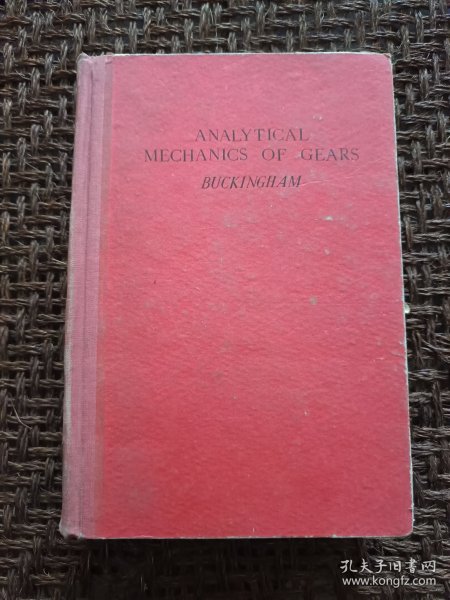 ANALYTICAL
MECHANICS OF GEARS
BUCKINGHAM
孔夫子旧书网
www.kongfz.com